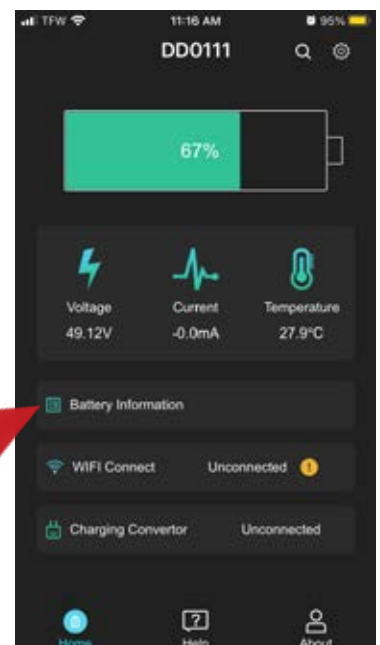 TFW 11:16 AM 95%
DD0111
67%
Voltage Current Temperature
49.12V -0.0mA 27.9°C
Battery Information
WIFI Connect Unconnected !
Charging Convertor Unconnected
Home Help About